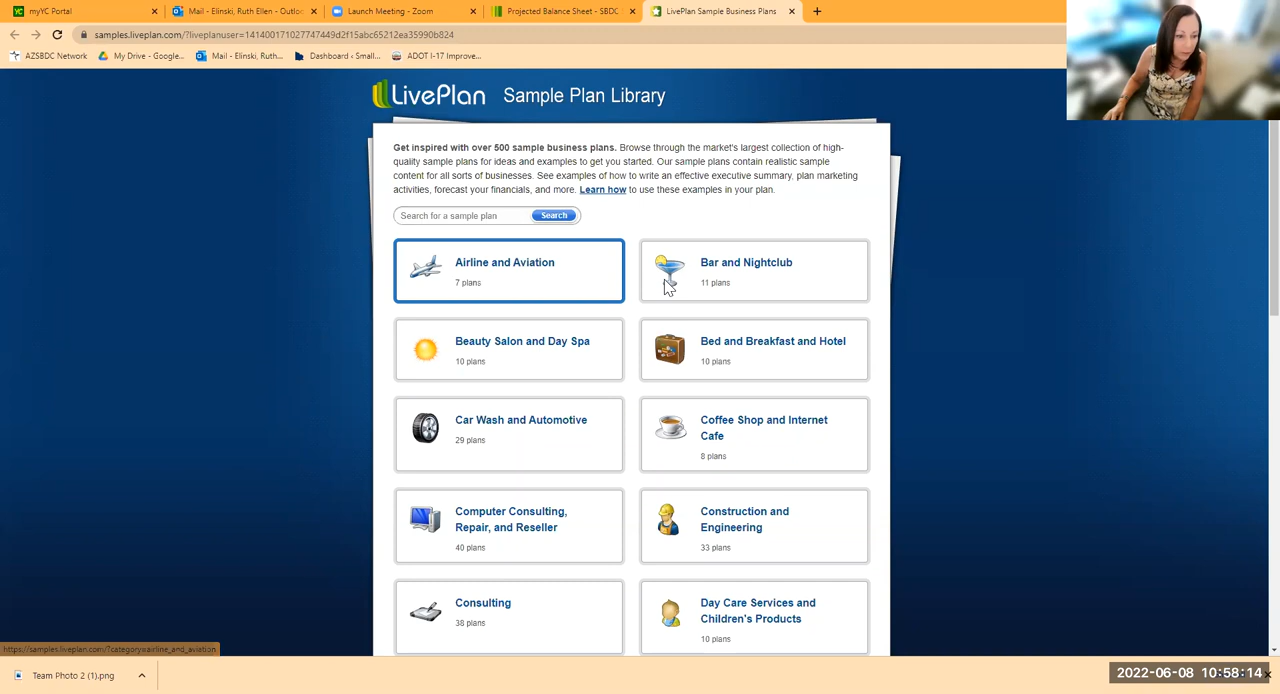 myYC Portal
Mail - Elinski, Ruth Ellen - Outloo
Launch Meeting - Zoom
Projected Balance Sheet - SBDC
LivePlan Sample Business Plans
samples.liveplan.com/?liveplanuser=141400171027747449d2f15abc65212ea35990b824
AZSBDC Network
My Drive - Google...
Mail - Elinski, Ruth...
Dashboard ‹ Small...
ADOT I-17 Improve...
LivePlan Sample Plan Library
Get inspired with over 500 sample business plans. Browse through the market's largest collection of high-
quality sample plans for ideas and examples to get you started. Our sample plans contain realistic sample
content for all sorts of businesses. See examples of how to write an effective executive summary, plan marketing
activities, forecast your financials, and more. Learn how to use these examples in your plan.
Search for a sample plan
Search
Airline and Aviation
7 plans
Bar and Nightclub
11 plans
Beauty Salon and Day Spa
10 plans
Bed and Breakfast and Hotel
10 plans
Car Wash and Automotive
29 plans
Coffee Shop and Internet
Cafe
8 plans
Computer Consulting,
Repair, and Reseller
40 plans
Construction and
Engineering
33 plans
Consulting
38 plans
Day Care Services and
Children's Products
10 plans
https://samples.liveplan.com/?category=airline_and_aviation
Team Photo 2 (1).png
2022-06-08 10:58:14